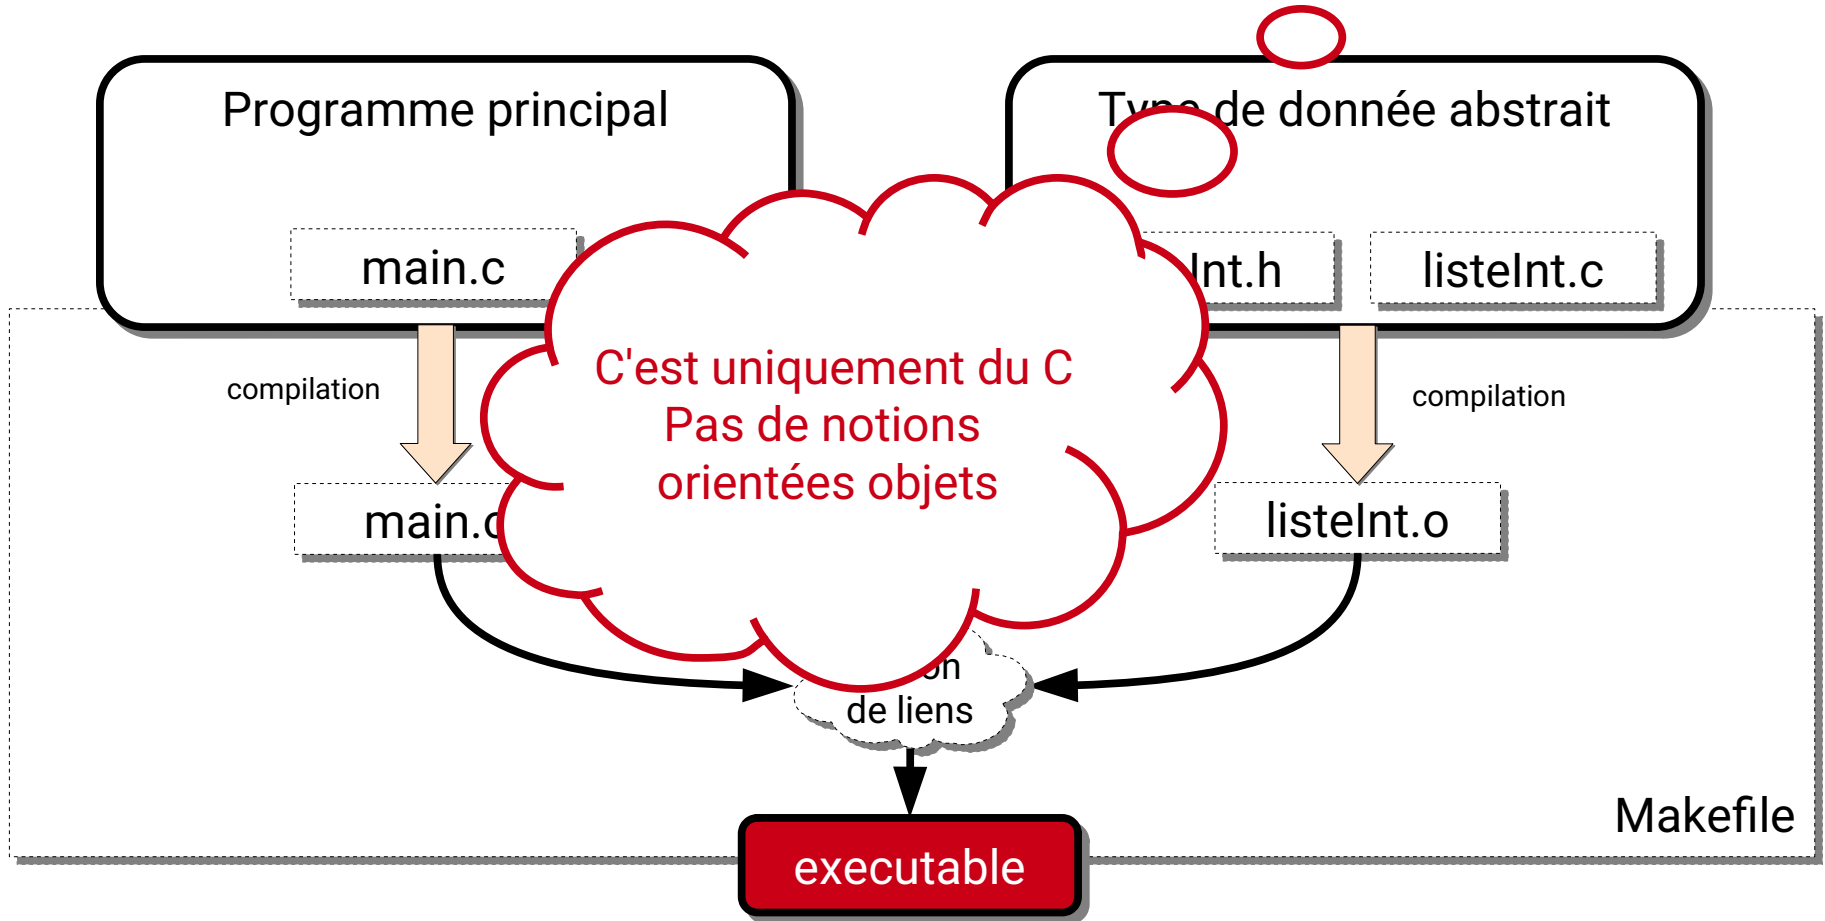 Programme principal
Type de donnée abstrait
main.c
Int.h
listeInt.c
C'est uniquement du C
Pas de notions
orientées objets
compilation
compilation
listeInt.o
de liens
Makefile
executable